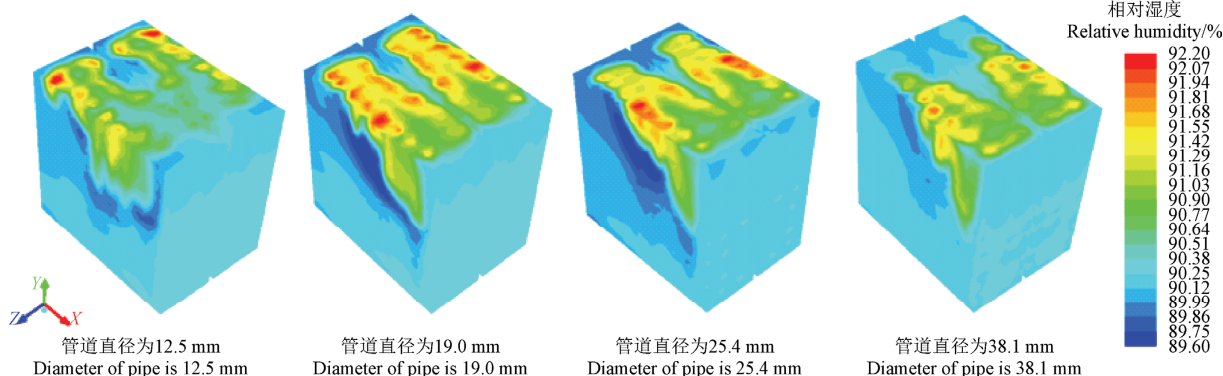 相对湿度
Relative humidity/%
92.20
92.07
91.94
91.81
91.68
91.55
91.42
91.29
91.16
91.03
90.90
90.77
90.64
90.51
90.38
90.25
90.12
89.99
89.86
89.75
89.60
Y
Z
X
管道直径为12.5 mm
Diameter of pipe is 12.5 mm
管道直径为19.0 mm
Diameter of pipe is 19.0 mm
管道直径为25.4 mm
Diameter of pipe is 25.4 mm
管道直径为38.1 mm
Diameter of pipe is 38.1 mm